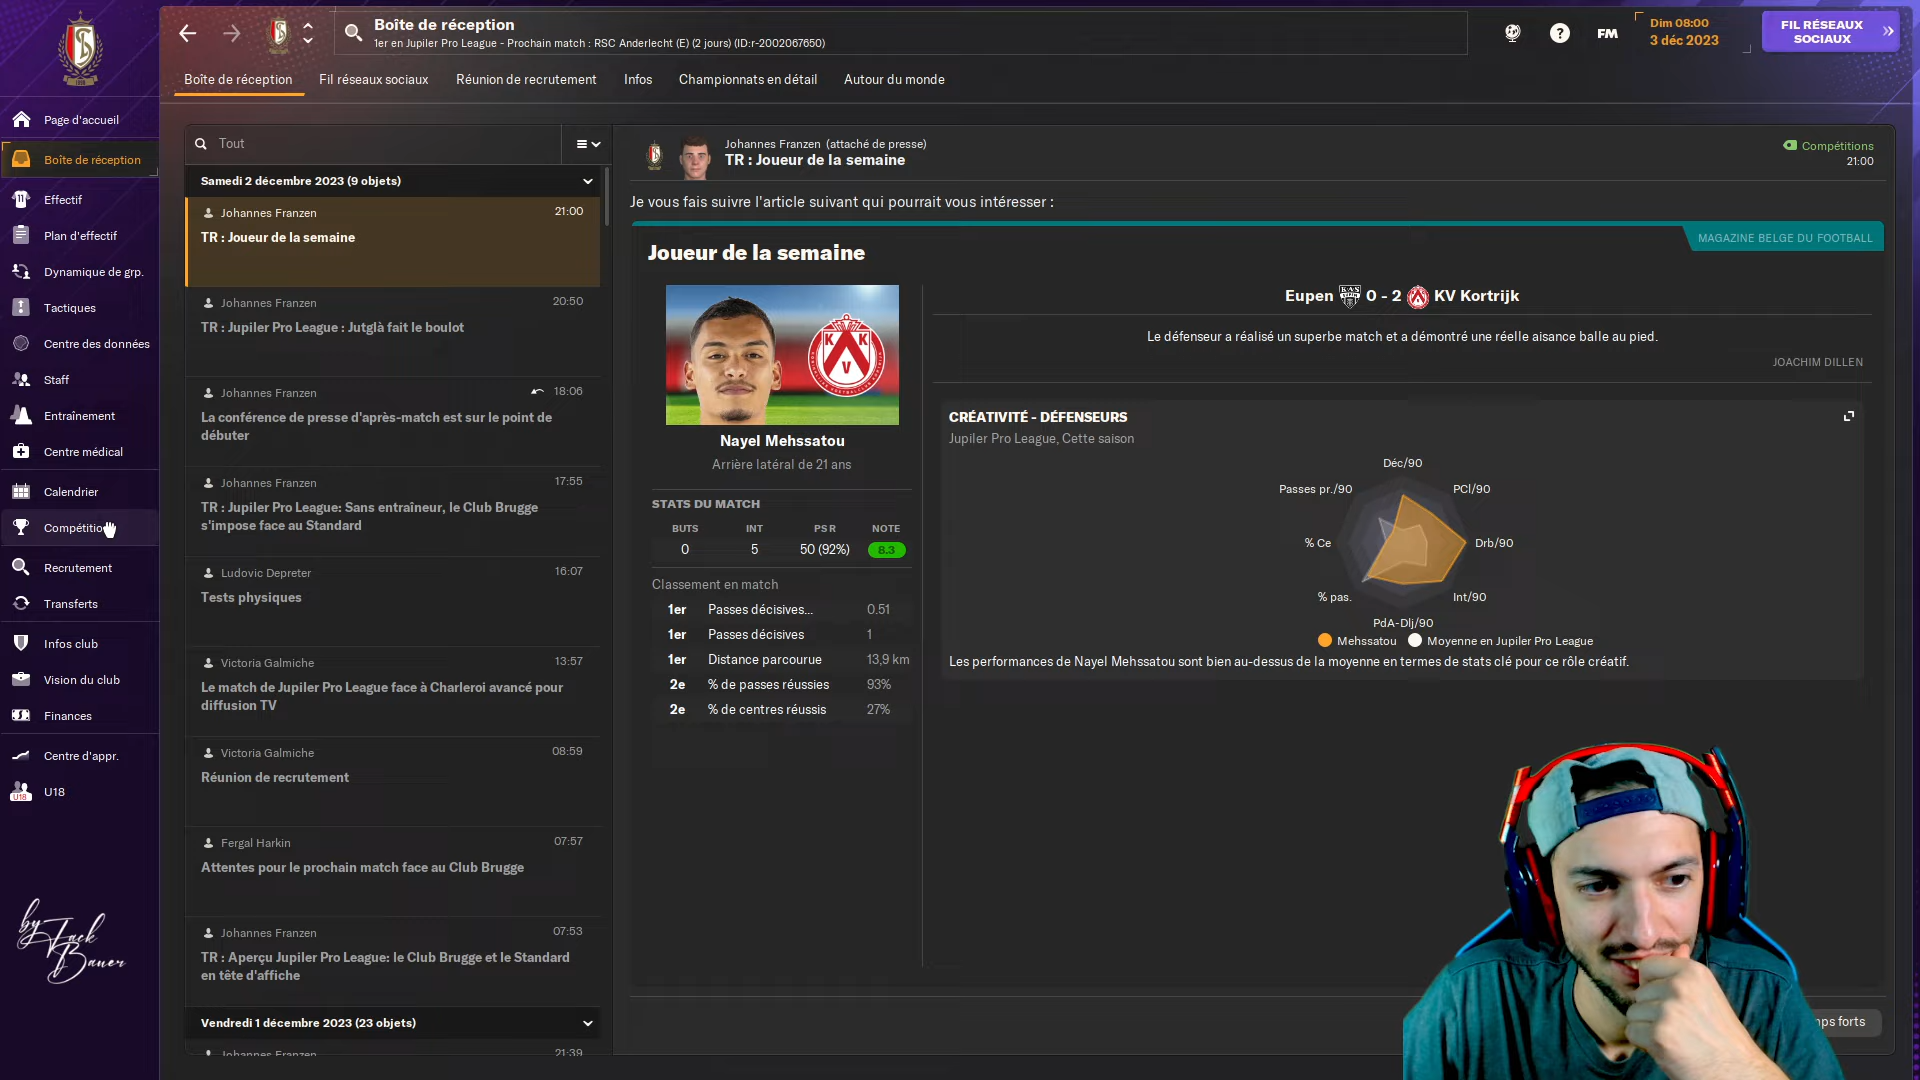 Boîte de réception
1er en Jupiler Pro League - Prochain match : RSC Anderlecht (E) (2 jours) (ID:r-2002067650)
FM
Dim 08:00
3 déc 2023
FIL RÉSEAUX
SOCIAUX
Boîte de réception
Fil réseaux sociaux
Réunion de recrutement
Infos
Championnats en détail
Autour du monde
Page d'accueil
Boîte de réception
Effectif
Plan d'effectif
Dynamique de grp.
Tactiques
Centre des données
Staff
Entraînement
Centre médical
Calendrier
Recrutement
Transferts
Infos club
Vision du club
Finances
Centre d'appr.
U18
U18
by Jack
Bauer
Tout
Samedi 2 décembre 2023 (9 objets)
Johannes Franzen 21:00
TR : Joueur de la semaine
Johannes Franzen 20:50
TR : Jupiler Pro League : Jutglà fait le boulot
Johannes Franzen 18:06
La conférence de presse d'après-match est sur le point de
débuter
Johannes Franzen 17:55
TR : Jupiler Pro League: Sans entraîneur, le Club Brugge
s'impose face au Standard
Ludovic Depreter 16:07
Tests physiques
Victoria Galmiche 13:57
Le match de Jupiler Pro League face à Charleroi avancé pour
diffusion TV
Victoria Galmiche 08:59
Réunion de recrutement
Fergal Harkin 07:57
Attentes pour le prochain match face au Club Brugge
Johannes Franzen 07:53
TR : Aperçu Jupiler Pro League: le Club Brugge et le Standard
en tête d'affiche
Vendredi 1 décembre 2023 (23 objets)
Johannes Franzen 21:39
Johannes Franzen (attaché de presse)
TR : Joueur de la semaine
Compétitions
21:00
Je vous fais suivre l'article suivant qui pourrait vous intéresser :
MAGAZINE BELGE DU FOOTBALL
Joueur de la semaine
K K
V
Nayel Mehssatou
Arrière latéral de 21 ans
STATS DU MATCH
BUTS INT PSR NOTE
0 5 50 (92%) 8.3
Classement en match
1er Passes décisives... 0.51
1er Passes décisives 1
1er Distance parcourue 13,9 km
2e % de passes réussies 93%
2e % de centres réussis 27%
Eupen 0 - 2 KV Kortrijk
Le défenseur a réalisé un superbe match et a démontré une réelle aisance balle au pied.
JOACHIM DILLEN
CRÉATIVITÉ - DÉFENSEURS
Jupiler Pro League, Cette saison
Déc/90
Passes pr./90
PCl/90
% Ce
Drb/90
% pas.
Int/90
PdA-Dlj/90
Mehssatou
Moyenne en Jupiler Pro League
Les performances de Nayel Mehssatou sont bien au-dessus de la moyenne en termes de stats clé pour ce rôle créatif.
forts